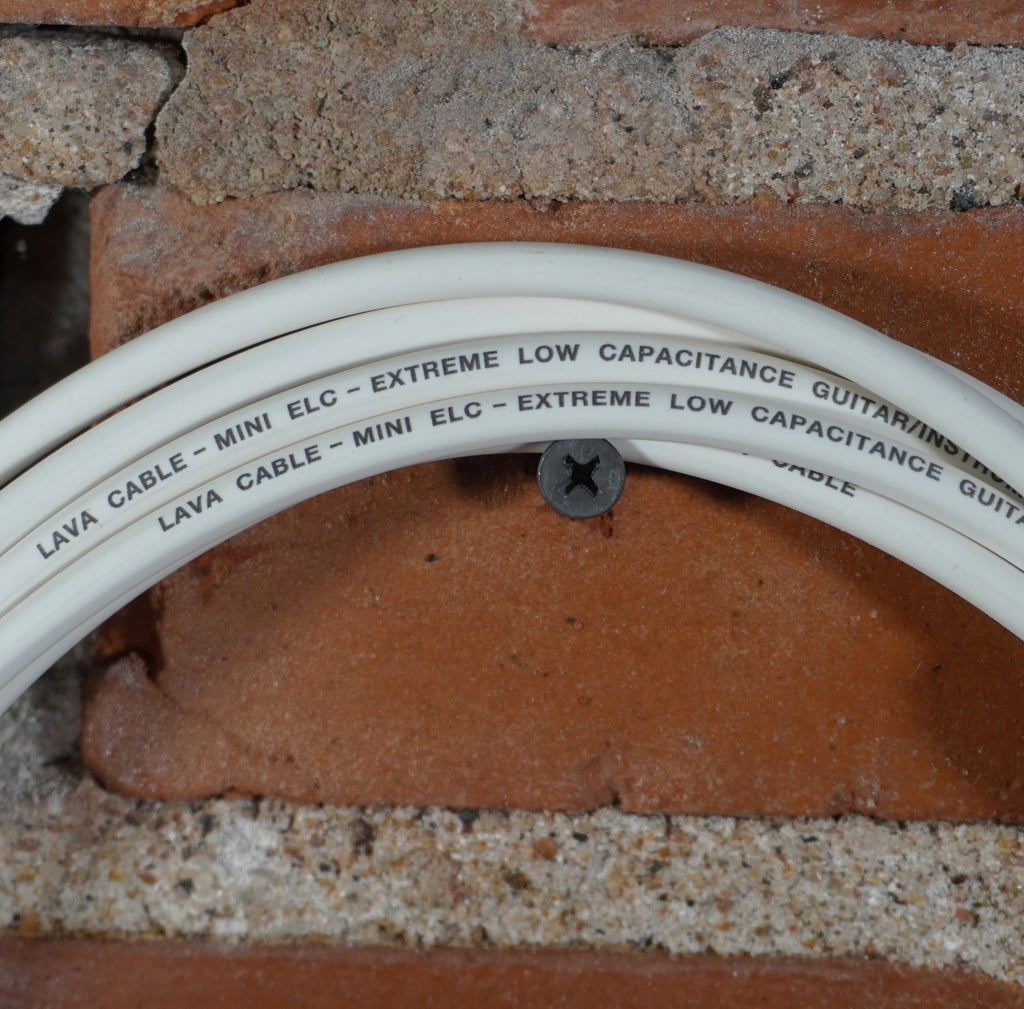 LAVA CABLE - MINI ELC - EXTREME LOW CAPACITANCE GUITAR/INSTRUM
LAVA CABLE - MINI ELC - EXTREME LOW CAPACITANCE GUITA
CABLE